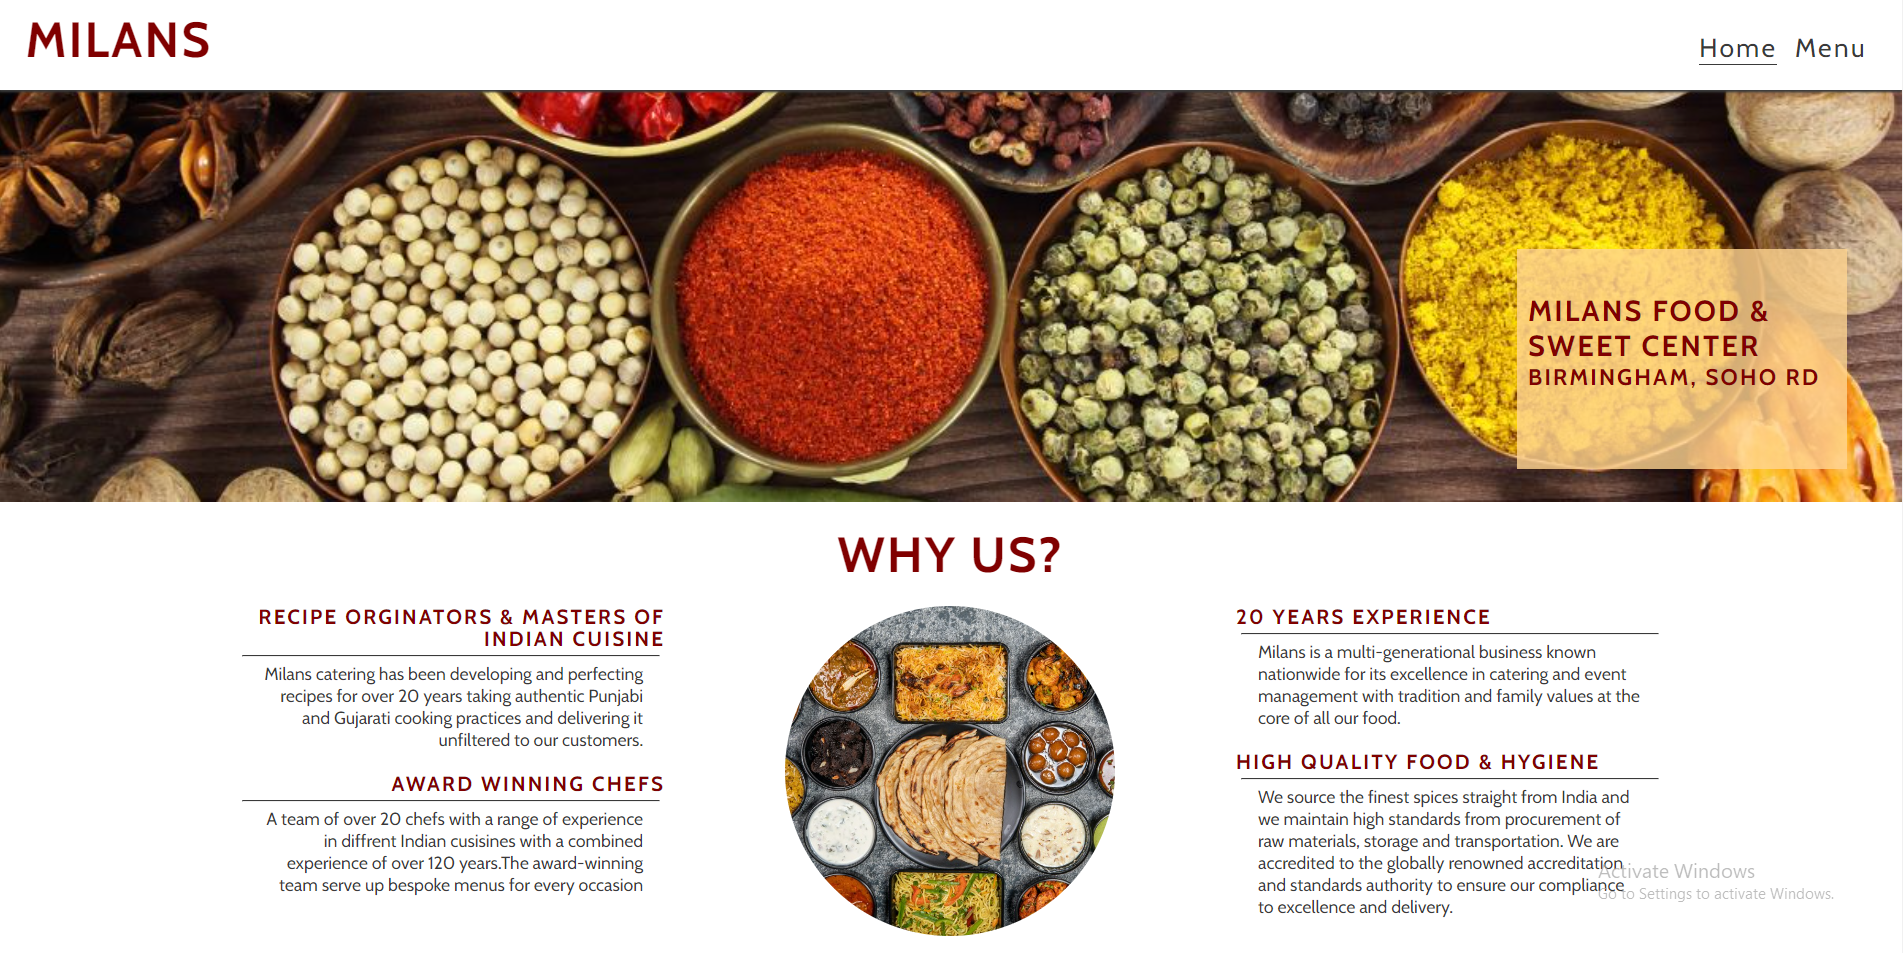 MILANS
Home Menu
MILANS FOOD &
SWEET CENTER
BIRMINGHAM, SOHO RD
WHY US?
RECIPE ORGINATORS & MASTERS OF
INDIAN CUISINE
Milans catering has been developing and perfecting
recipes for over 20 years taking authentic Punjabi
and Gujarati cooking practices and delivering it
unfiltered to our customers.
AWARD WINNING CHEFS
A team of over 20 chefs with a range of experience
in diffrent Indian cusisines with a combined
experience of over 120 years.The award-winning
team serve up bespoke menus for every occasion
20 YEARS EXPERIENCE
Milans is a multi-generational business known
nationwide for its excellence in catering and event
management with tradition and family values at the
core of all our food.
HIGH QUALITY FOOD & HYGIENE
We source the finest spices straight from India and
we maintain high standards from procurement of
raw materials, storage and transportation. We are
accredited to the globally renowned accreditation
and standards authority to ensure our compliance
to excellence and delivery.
Activate Windows
Go to Settings to activate Windows.